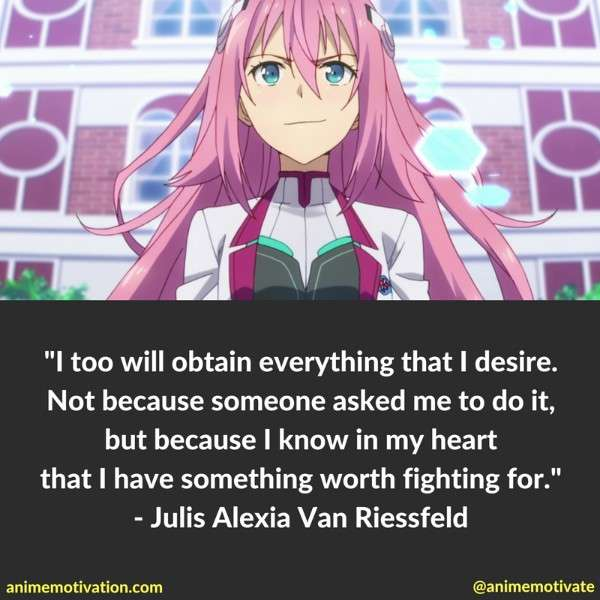 "I too will obtain everything that I desire.
Not because someone asked me to do it,
but because I know in my heart
that I have something worth fighting for."
- Julis Alexia Van Riessfeld
animemotivation.com
@animemotivate